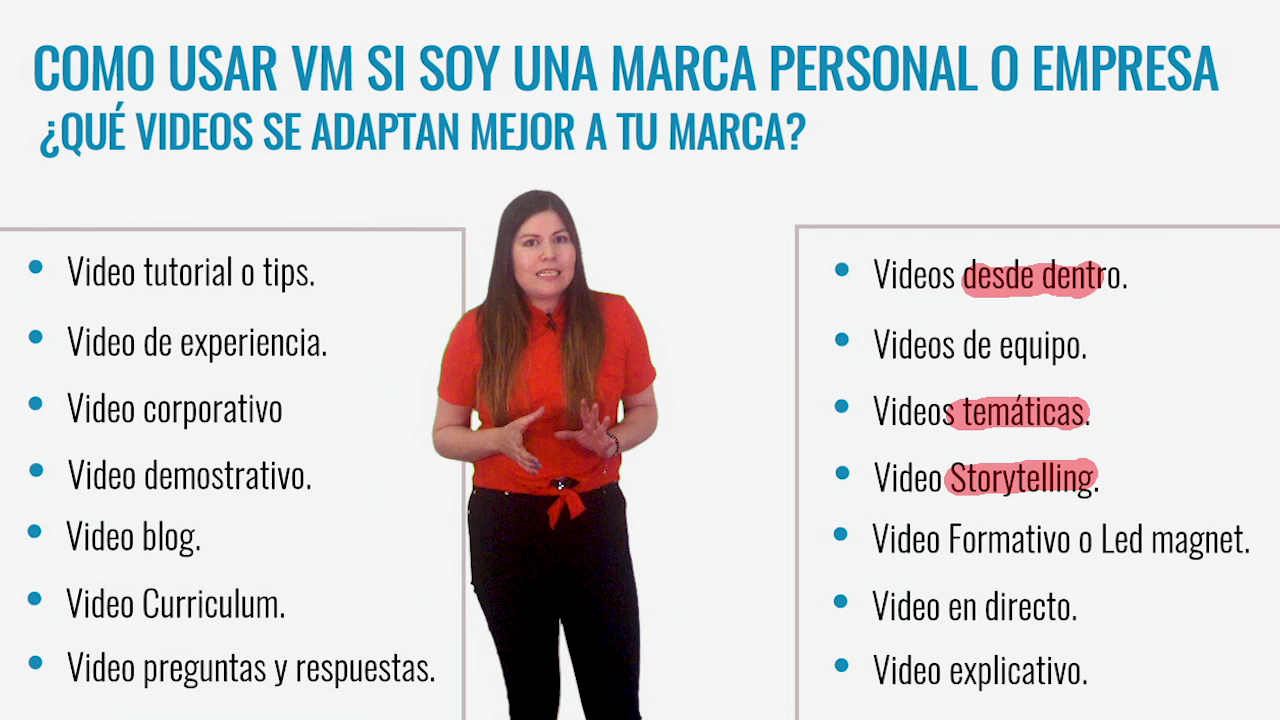 COMO USAR VM SI SOY UNA MARCA PERSONAL O EMPRESA
¿QUÉ VIDEOS SE ADAPTAN MEJOR A TU MARCA?
Video tutorial o tips.
Video de experiencia.
Video corporativo
Video demostrativo.
Video blog.
Video Curriculum.
Video preguntas y respuestas.
Videos desde dentro.
Videos de equipo.
Videos temáticas.
Video Storytelling.
Video Formativo o Led magnet.
Video en directo.
Video explicativo.